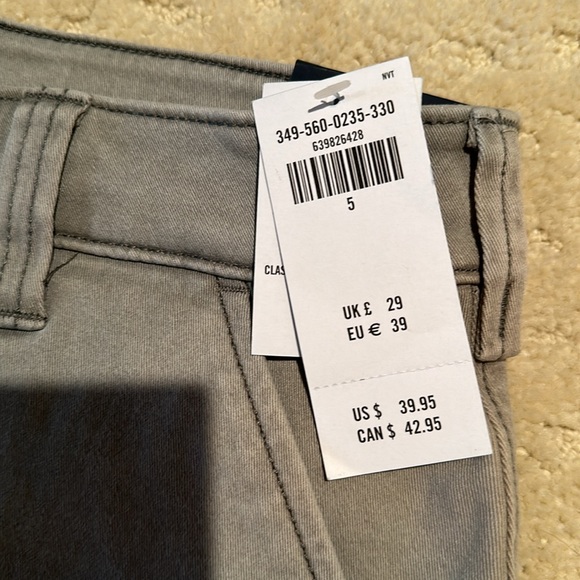 NVT
349-560-0235-330
639826428
5
CLAS
UK £ 29
EU € 39
US $ 39.95
CAN $ 42.95